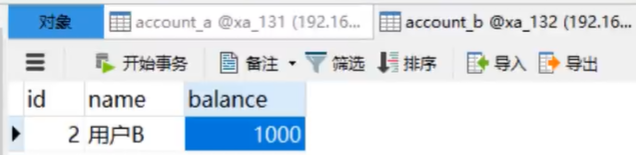 对象 account_a @xa_131 (192.16... account_b @xa_132 (192.16...
开始事务 备注 筛选 排序 导入 导出
id name balance
2 用户B 1000